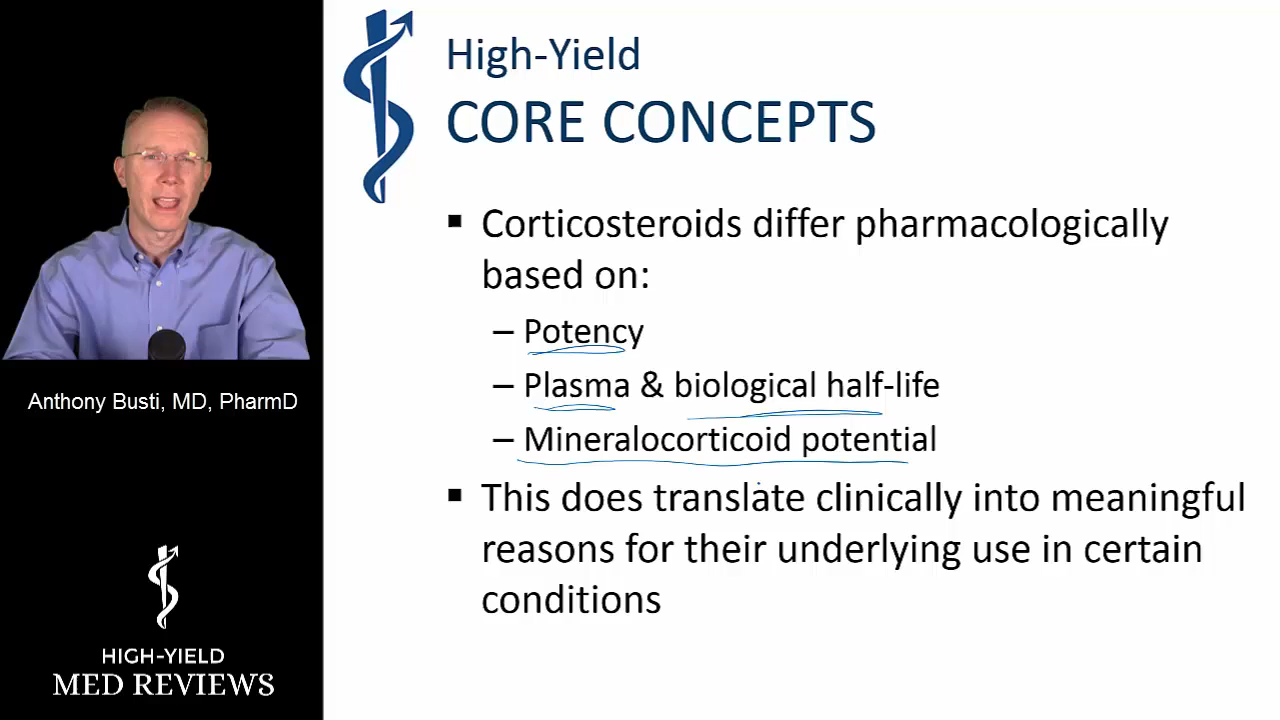 High-Yield
CORE CONCEPTS
▪ Corticosteroids differ pharmacologically
based on:
– Potency
– Plasma & biological half-life
– Mineralocorticoid potential
▪ This does translate clinically into meaningful
reasons for their underlying use in certain
conditions
Anthony Busti, MD, PharmD
HIGH-YIELD
MED REVIEWS